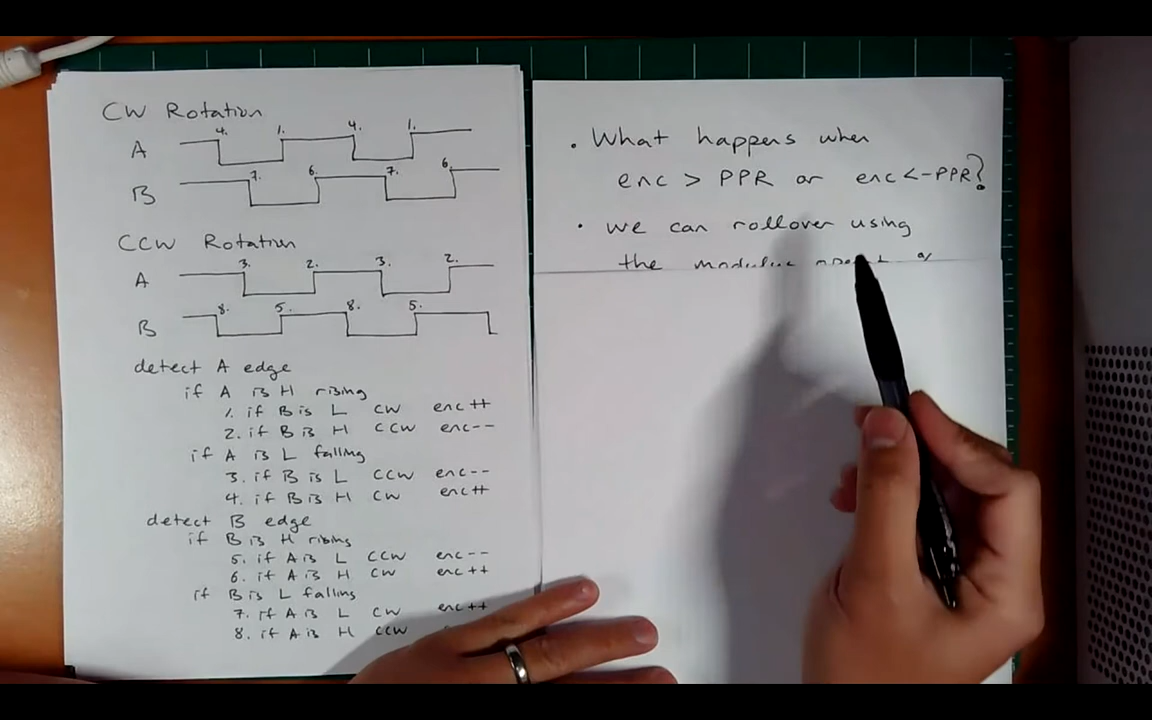 CW Rotation
4. 1. 4. 1.
A
7. 6. 7. 6.
B
CCW Rotation
3. 2. 3. 2.
A
8. 5. 8. 5.
B
detect A edge
if A is H rising
1. if B is L CW enc++
2. if B is H CCW enc--
if A is L falling
3. if B is L CCW enc--
4. if B is H CW enc++
detect B edge
if B is H rising
5. if A is L CCW enc--
6. if A is H CW enc++
if B is L falling
7. if A is L CW enc++
8. if A is H CCW
• What happens when
enc > PPR or enc <-PPR?
• we can rollover using
the